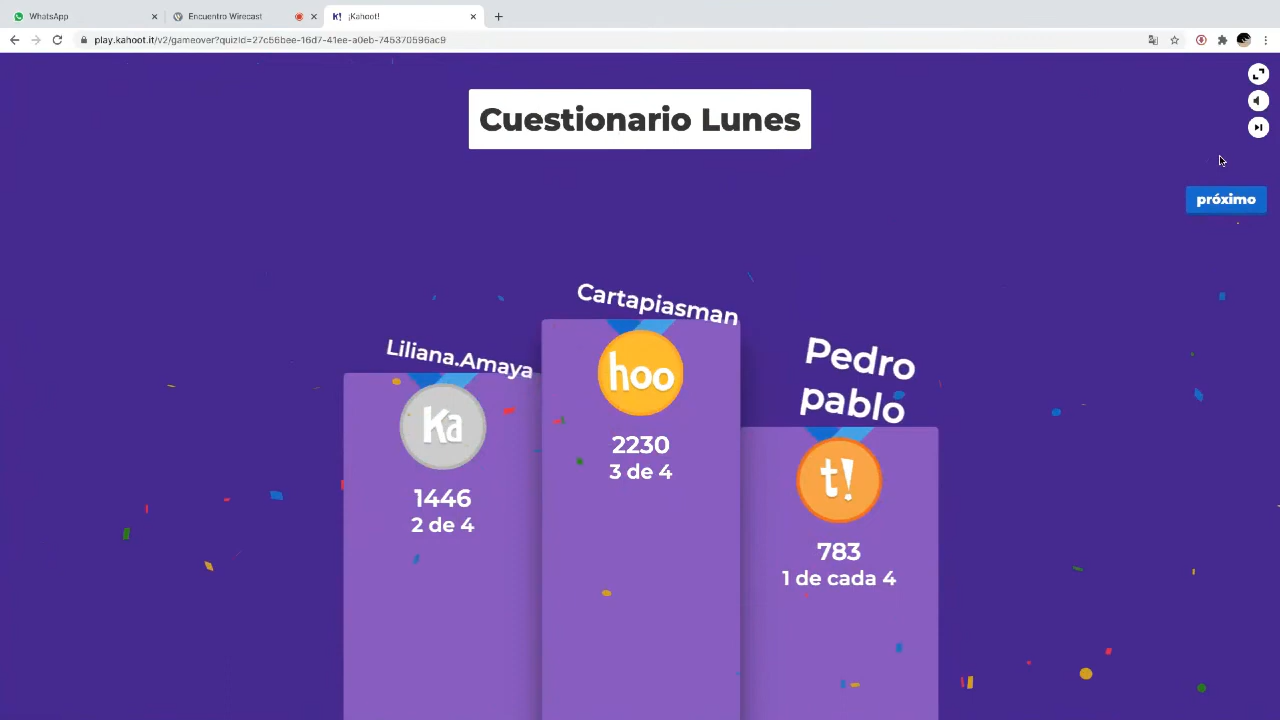 WhatsApp
Encuentro Wirecast
K! ¡Kahoot!
play.kahoot.it/v2/gameover?quizId=27c56bee-16d7-41ee-a0eb-745370596ac9
Cuestionario Lunes
próximo
Cartapiasman
Liliana.Amaya
Pedro
pablo
hoo
2230
3 de 4
Ka
1446
2 de 4
t!
783
1 de cada 4